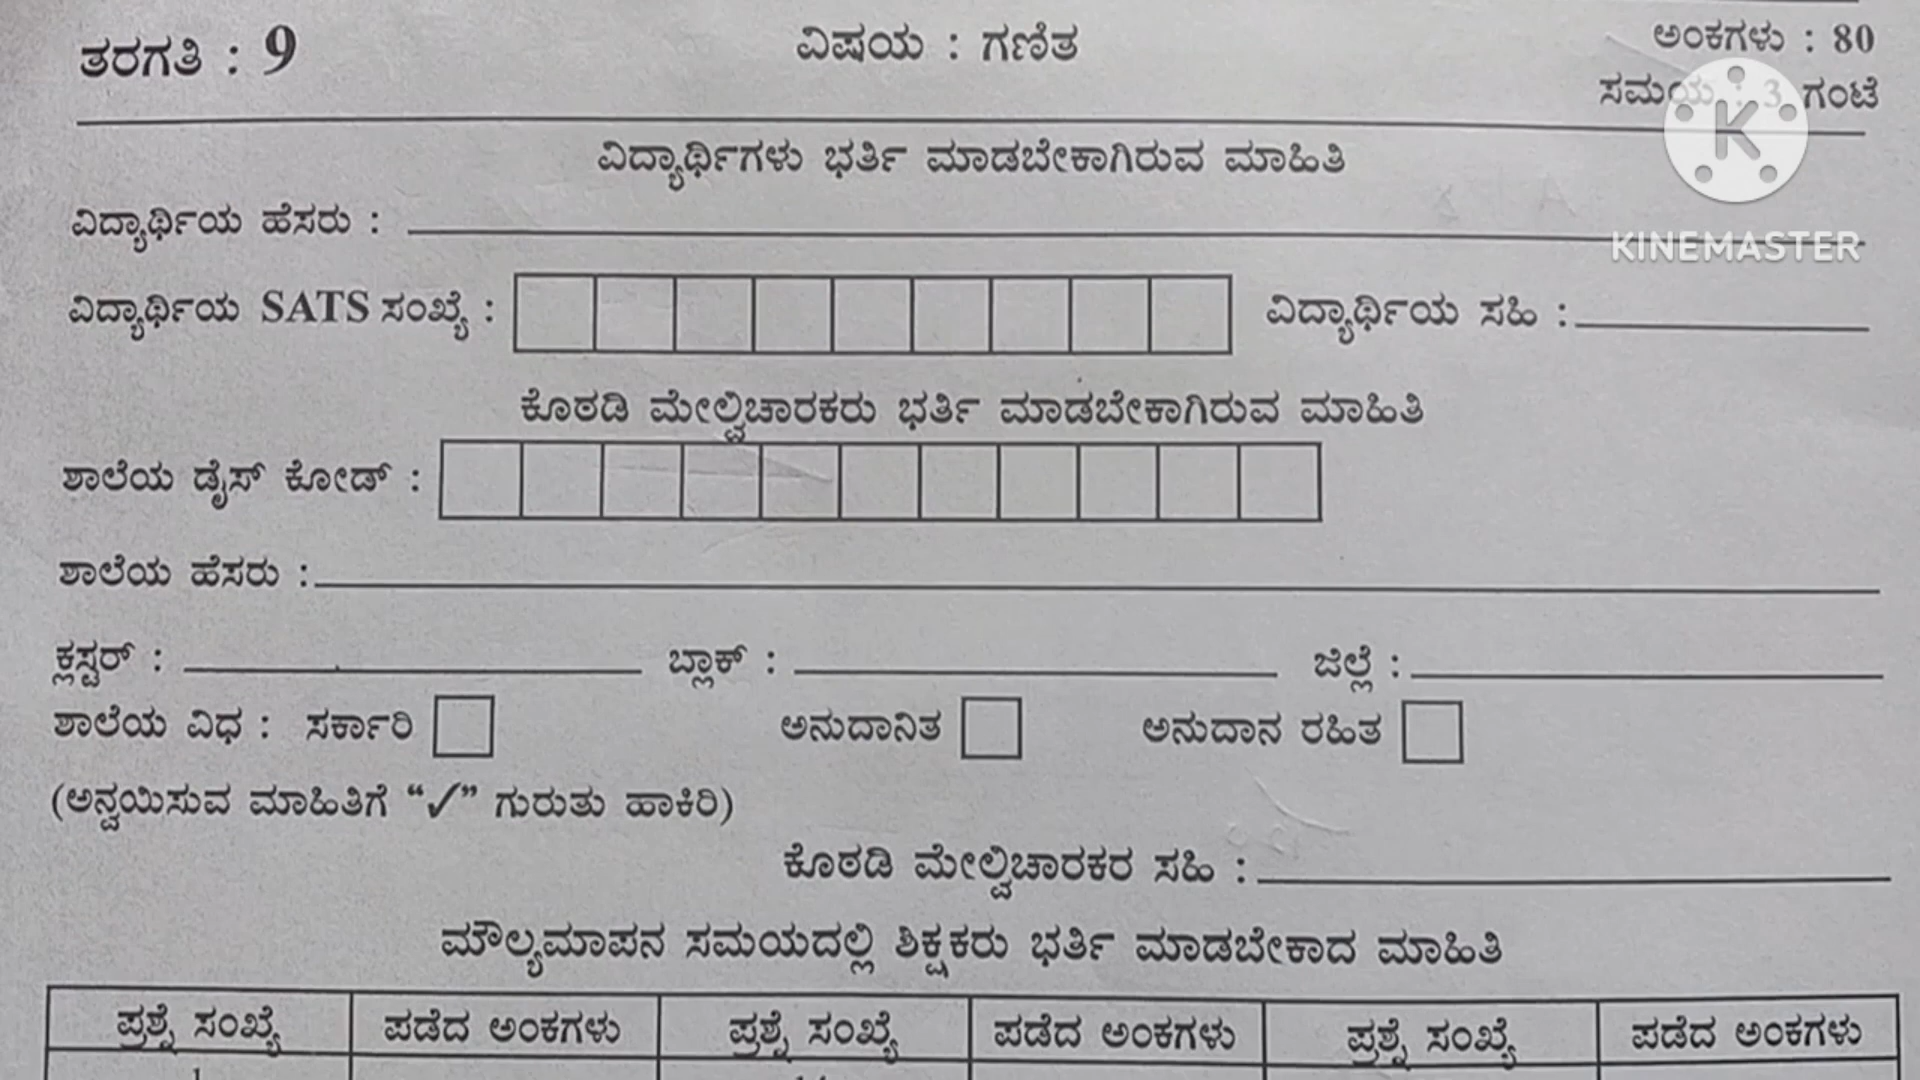 ತರಗತಿ : 9 ವಿಷಯ : ಗಣಿತ ಅಂಕಗಳು : 80
ಸಮಯ : 3 ಗಂಟೆ
K
KINEMASTER
ವಿದ್ಯಾರ್ಥಿಗಳು ಭರ್ತಿ ಮಾಡಬೇಕಾಗಿರುವ ಮಾಹಿತಿ
ವಿದ್ಯಾರ್ಥಿಯ ಹೆಸರು :
ವಿದ್ಯಾರ್ಥಿಯ SATS ಸಂಖ್ಯೆ : ವಿದ್ಯಾರ್ಥಿಯ ಸಹಿ :
ಕೊಠಡಿ ಮೇಲ್ವಿಚಾರಕರು ಭರ್ತಿ ಮಾಡಬೇಕಾಗಿರುವ ಮಾಹಿತಿ
ಶಾಲೆಯ ಡೈಸ್ ಕೋಡ್ :
ಶಾಲೆಯ ಹೆಸರು :
ಕ್ಲಸ್ಟರ್ : ಬ್ಲಾಕ್ : ಜಿಲ್ಲೆ :
ಶಾಲೆಯ ವಿಧ : ಸರ್ಕಾರಿ ಅನುದಾನಿತ ಅನುದಾನ ರಹಿತ
(ಅನ್ವಯಿಸುವ ಮಾಹಿತಿಗೆ “✓” ಗುರುತು ಹಾಕಿರಿ)
ಕೊಠಡಿ ಮೇಲ್ವಿಚಾರಕರ ಸಹಿ :
ಮೌಲ್ಯಮಾಪನ ಸಮಯದಲ್ಲಿ ಶಿಕ್ಷಕರು ಭರ್ತಿ ಮಾಡಬೇಕಾದ ಮಾಹಿತಿ
ಪ್ರಶ್ನೆ ಸಂಖ್ಯೆ ಪಡೆದ ಅಂಕಗಳು ಪ್ರಶ್ನೆ ಸಂಖ್ಯೆ ಪಡೆದ ಅಂಕಗಳು ಪ್ರಶ್ನೆ ಸಂಖ್ಯೆ ಪಡೆದ ಅಂಕಗಳು